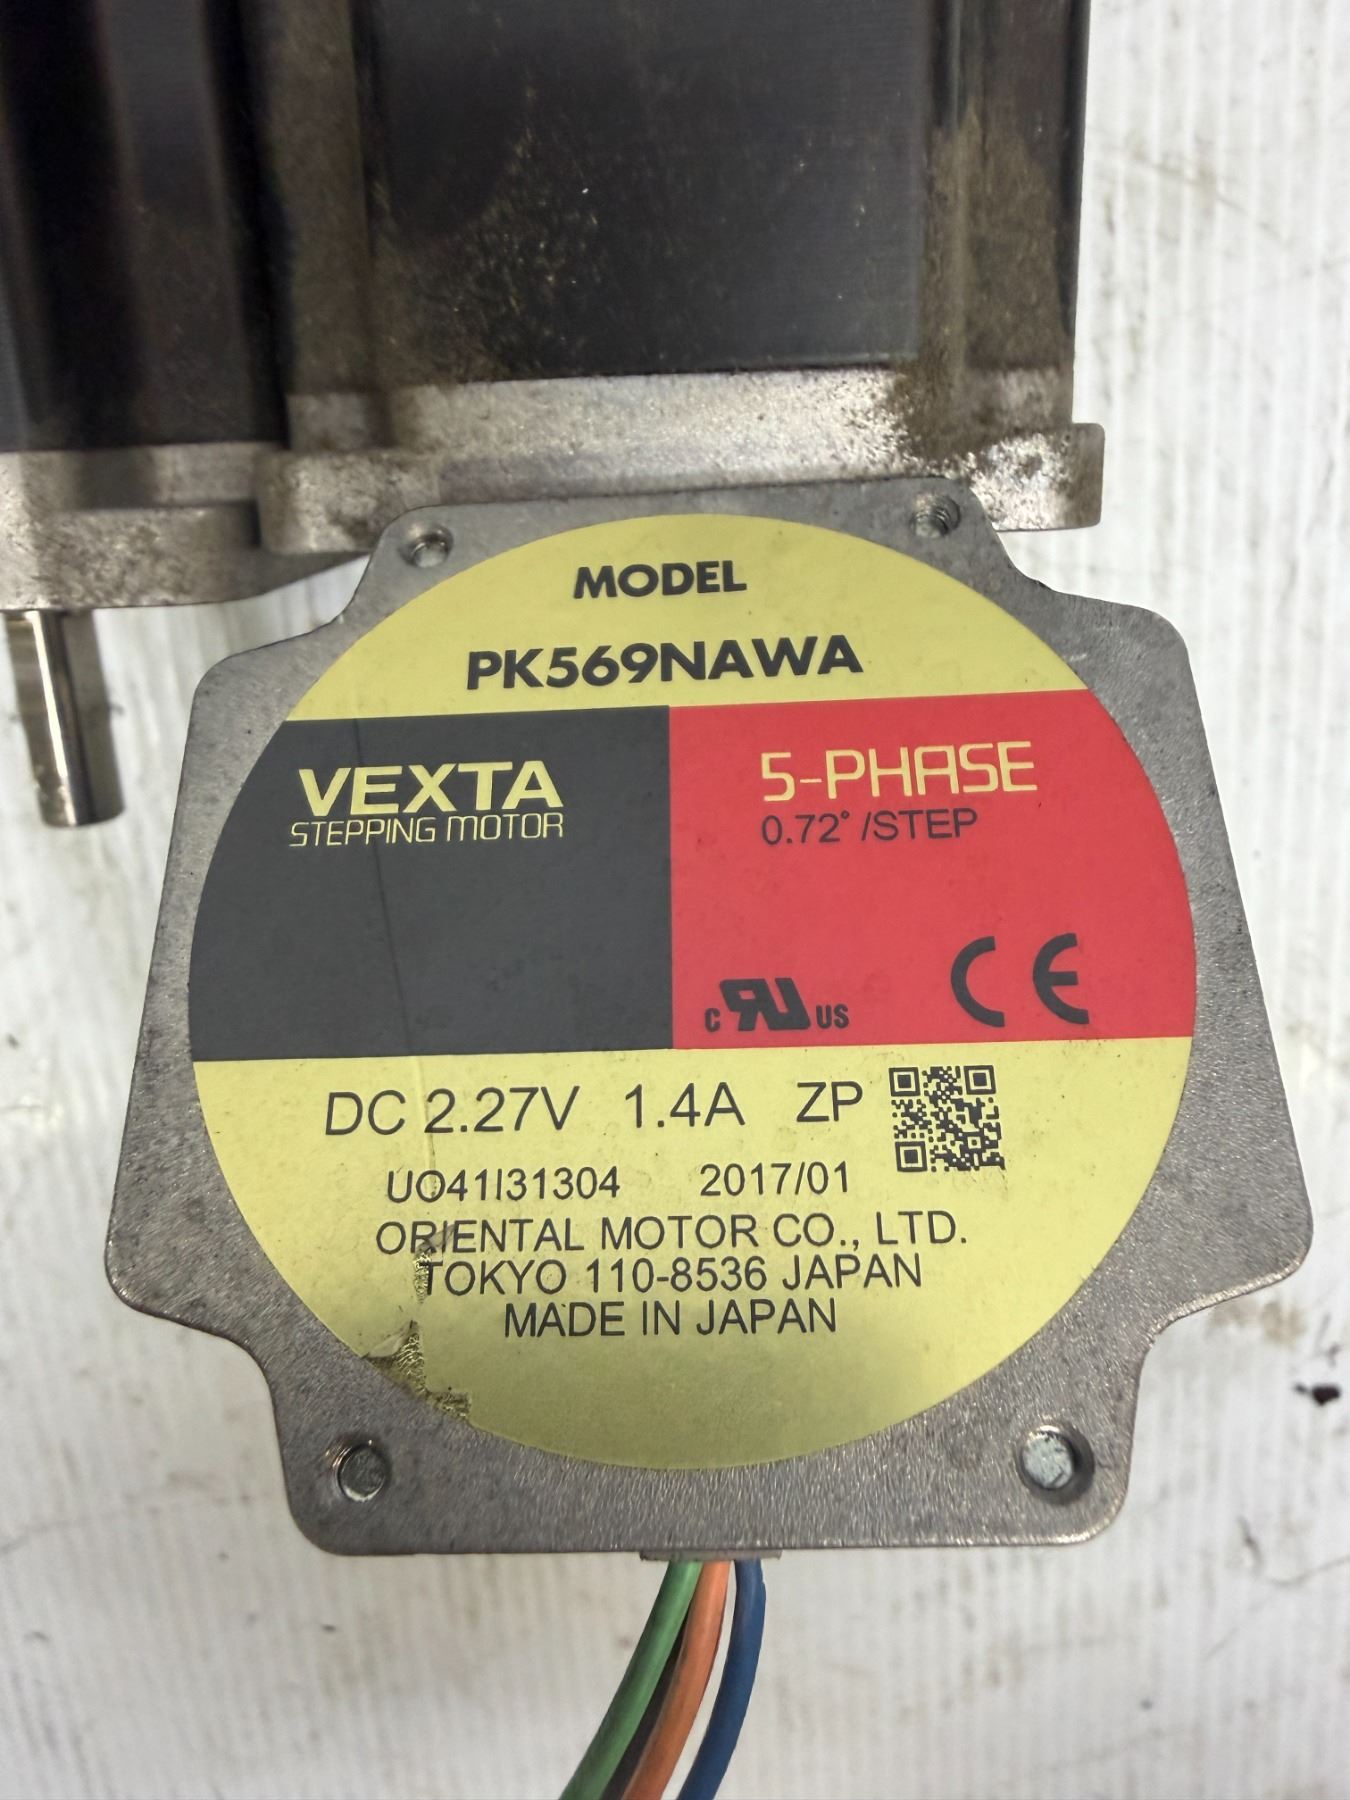 MODEL
PK569NAWA
VEXTA
STEPPING MOTOR
5-PHASE
0.72° /STEP
c RU US
CE
DC 2.27V 1.4A ZP
UO41I31304 2017/01
ORIENTAL MOTOR CO., LTD.
TOKYO 110-8536 JAPAN
MADE IN JAPAN